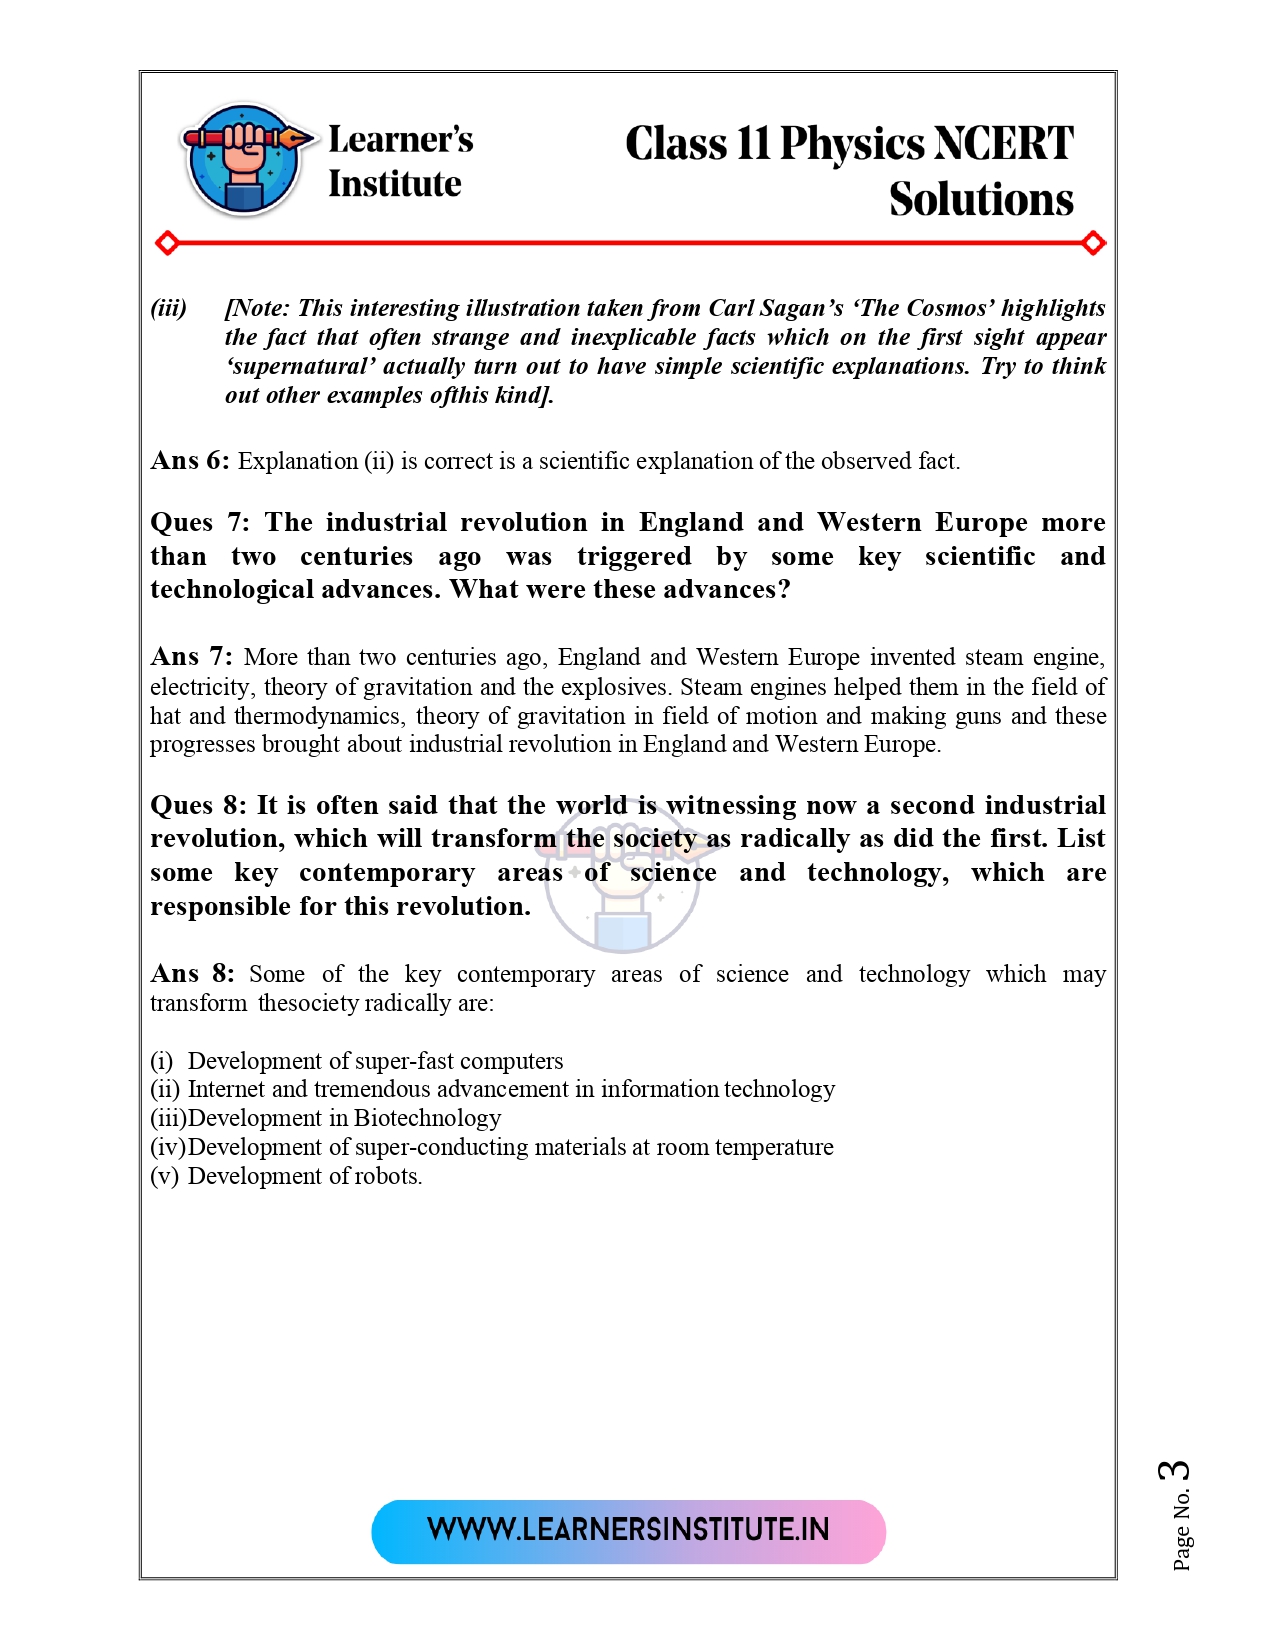 Learner's
Institute
Class 11 Physics NCERT
Solutions
(iii) [Note: This interesting illustration taken from Carl Sagan's ‘The Cosmos’ highlights
the fact that often strange and inexplicable facts which on the first sight appear
‘supernatural’ actually turn out to have simple scientific explanations. Try to think
out other examples ofthis kind].
Ans 6: Explanation (ii) is correct is a scientific explanation of the observed fact.
Ques 7: The industrial revolution in England and Western Europe more
than two centuries ago was triggered by some key scientific and
technological advances. What were these advances?
Ans 7: More than two centuries ago, England and Western Europe invented steam engine,
electricity, theory of gravitation and the explosives. Steam engines helped them in the field of
hat and thermodynamics, theory of gravitation in field of motion and making guns and these
progresses brought about industrial revolution in England and Western Europe.
Ques 8: It is often said that the world is witnessing now a second industrial
revolution, which will transform the society as radically as did the first. List
some key contemporary areas of science and technology, which are
responsible for this revolution.
Ans 8: Some of the key contemporary areas of science and technology which may
transform thesociety radically are:
(i) Development of super-fast computers
(ii) Internet and tremendous advancement in information technology
(iii)Development in Biotechnology
(iv)Development of super-conducting materials at room temperature
(v) Development of robots.
WWW.LEARNERSINSTITUTE.IN
Page No. 3